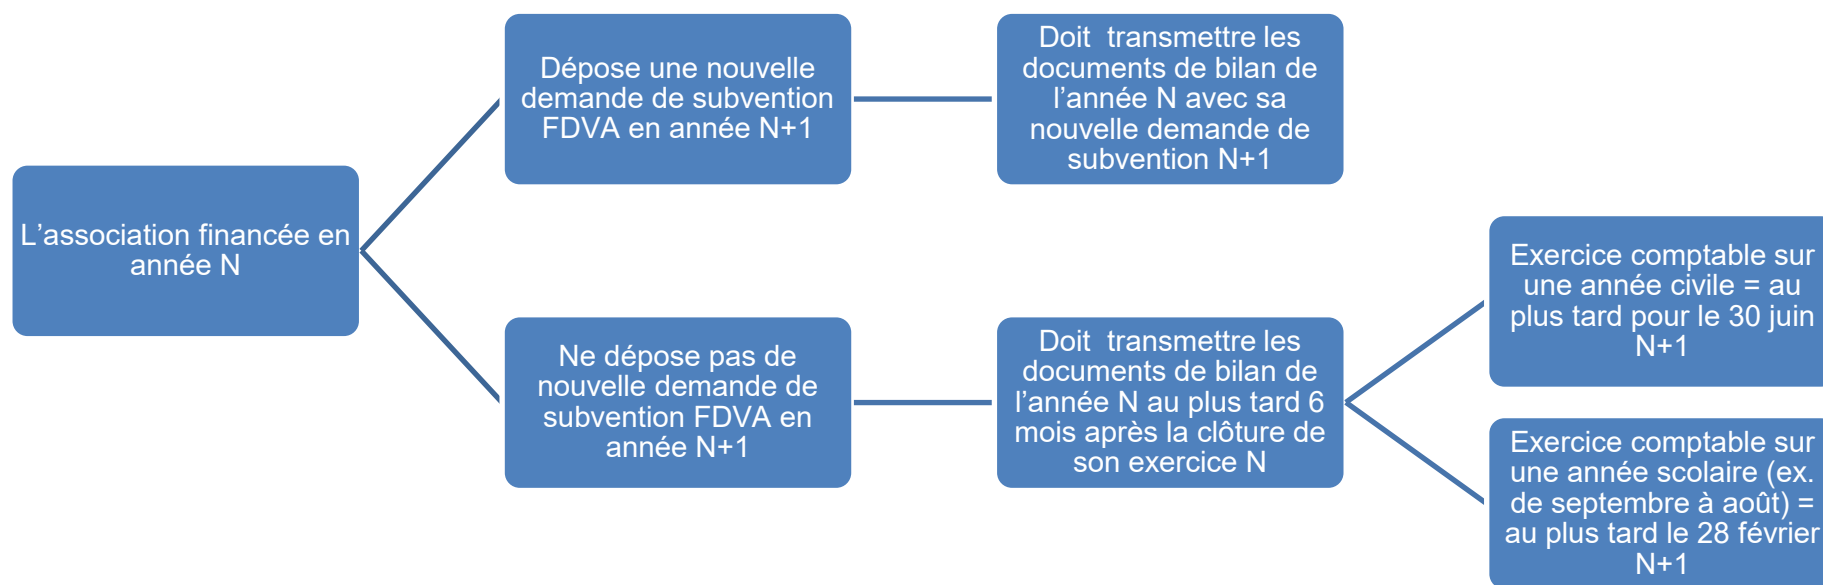 L’association financée en
année N
Dépose une nouvelle
demande de subvention
FDVA en année N+1
Doit  transmettre les
documents de bilan de
l’année N avec sa
nouvelle demande de
subvention N+1
Ne dépose pas de
nouvelle demande de
subvention FDVA en
année N+1
Doit  transmettre les
documents de bilan de
l’année N au plus tard 6
mois après la clôture de
son exercice N
Exercice comptable sur
une année civile = au
plus tard pour le 30 juin
N+1
Exercice comptable sur
une année scolaire (ex.
de septembre à août) =
au plus tard le 28 février
N+1